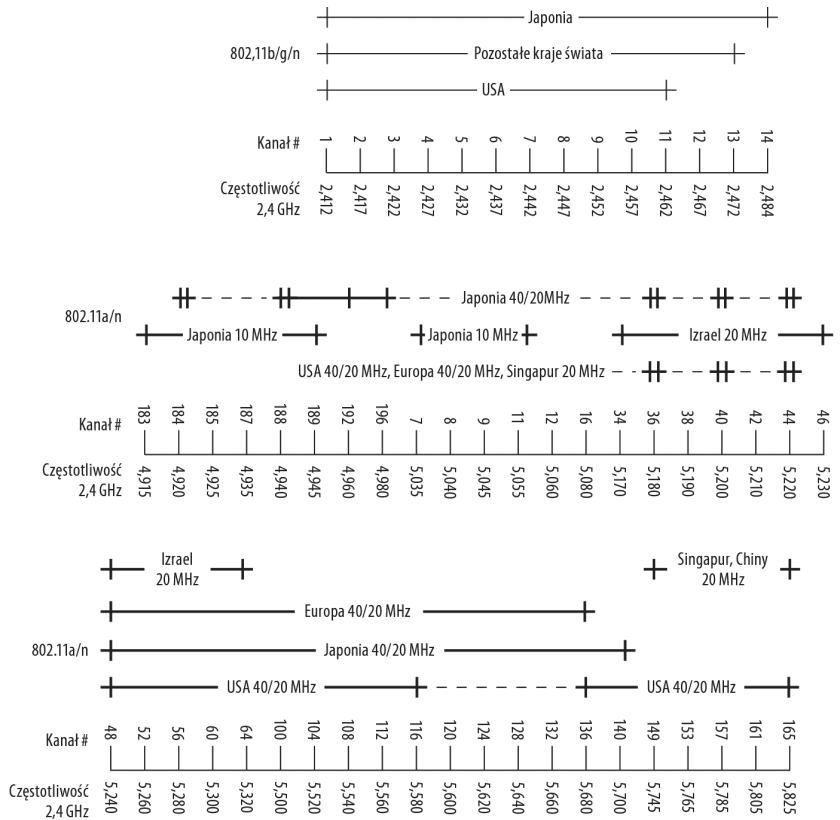 Japonia
802,11b/g/n
Pozostałe kraje świata
USA
Kanał #
1 2 3 4 5 6 7 8 9 10 11 12 13 14
Częstotliwość
2,4 GHz
2,412 2,417 2,422 2,427 2,432 2,437 2,442 2,447 2,452 2,457 2,462 2,467 2,472 2,484
Japonia 40/20MHz
802.11a/n
Japonia 10 MHz
Japonia 10 MHz
Izrael 20 MHz
USA 40/20 MHz, Europa 40/20 MHz, Singapur 20 MHz
Kanał #
183 184 185 187 188 189 192 196 7 8 9 11 12 16 34 36 38 40 42 44 46
Częstotliwość
2,4 GHz
4,915 4,920 4,925 4,935 4,940 4,945 4,960 4,980 5,035 5,040 5,045 5,055 5,060 5,080 5,170 5,180 5,190 5,200 5,210 5,220 5,230
Izrael
20 MHz
Singapur, Chiny
20 MHz
Europa 40/20 MHz
802.11a/n
Japonia 40/20 MHz
USA 40/20 MHz
USA 40/20 MHz
Kanał #
48 52 56 60 64 100 104 108 112 116 120 124 128 132 136 140 149 153 157 161 165
Częstotliwość
2,4 GHz
5,240 5,260 5,280 5,300 5,320 5,500 5,520 5,540 5,560 5,580 5,600 5,620 5,640 5,660 5,680 5,700 5,745 5,765 5,785 5,805 5,825